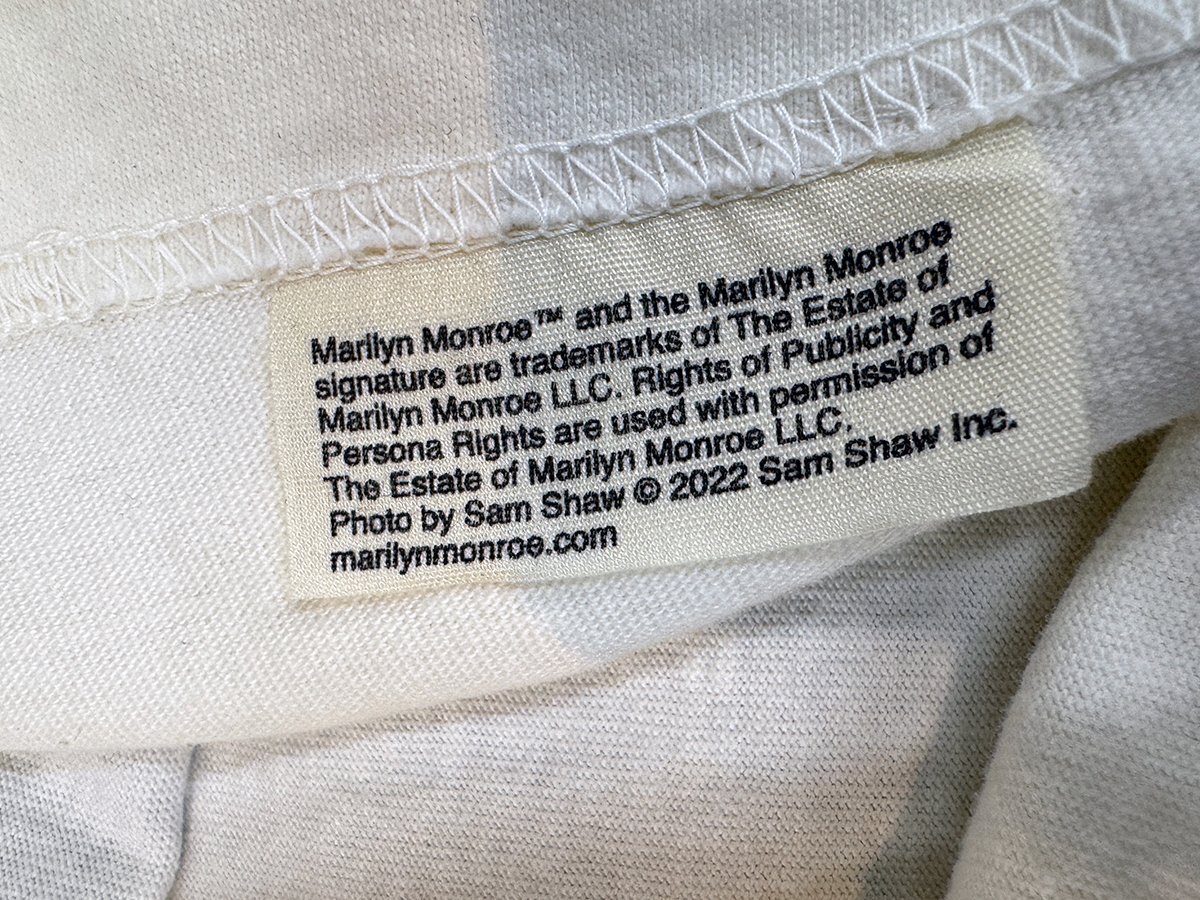 Marilyn Monroe™ and the Marilyn Monroe
signature are trademarks of The Estate of
Marilyn Monroe LLC. Rights of Publicity and
Persona Rights are used with permission of
The Estate of Marilyn Monroe LLC.
Photo by Sam Shaw © 2022 Sam Shaw Inc.
marilynmonroe.com